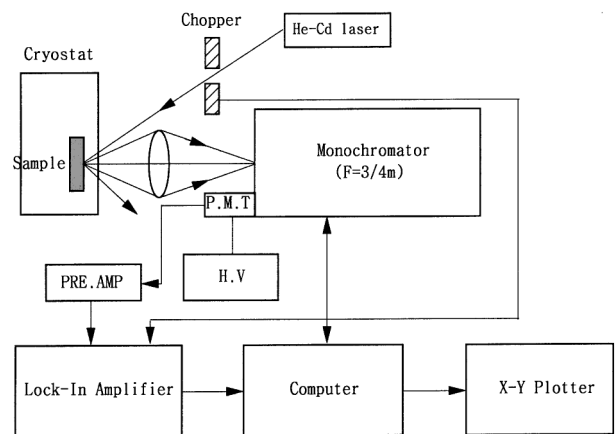 Chopper
He-Cd laser
Cryostat
Sample
Monochromator
(F=3/4m)
P.M.T
PRE.AMP
H.V
Lock-In Amplifier
Computer
X-Y Plotter